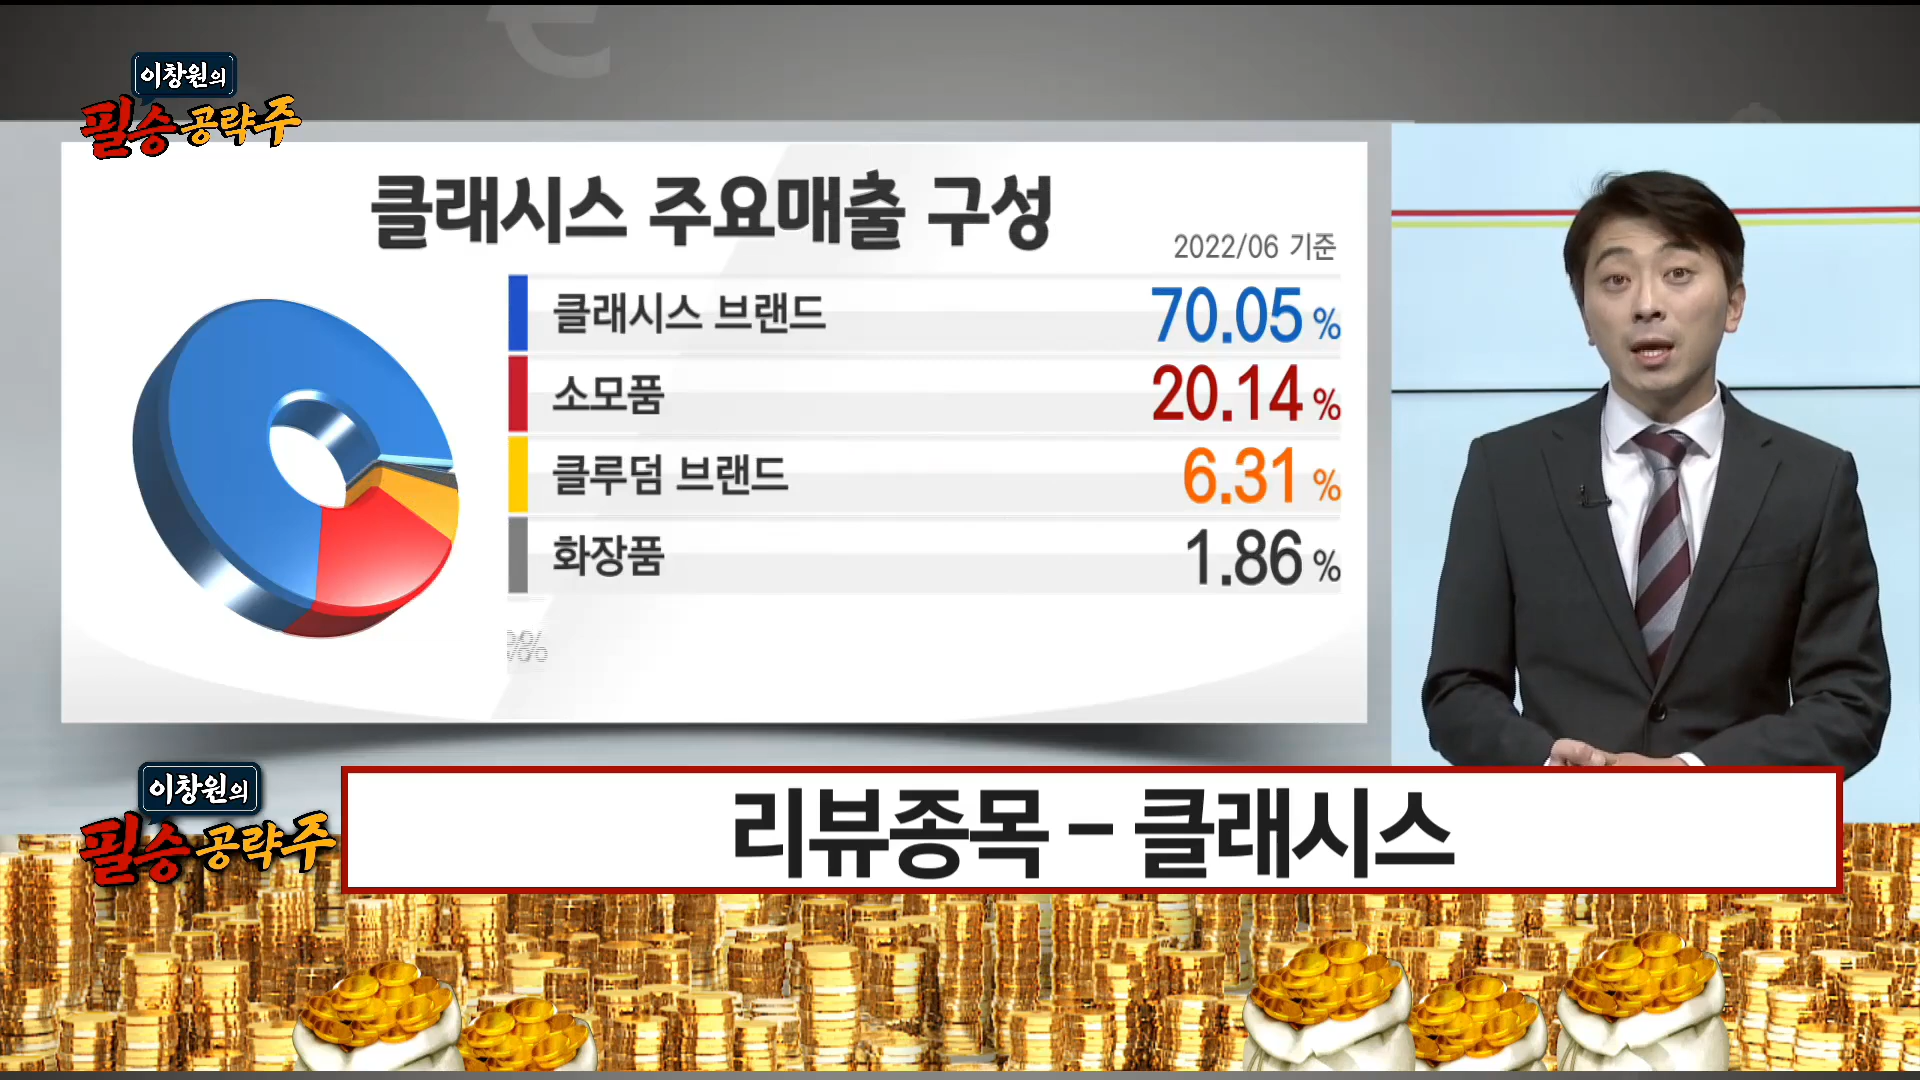 이창원의
필승 공략주
클래시스 주요매출 구성
2022/06 기준
클래시스 브랜드 70.05 %
소모품 20.14 %
클루덤 브랜드 6.31 %
화장품 1.86 %
이창원의
필승 공략주
리뷰종목 - 클래시스